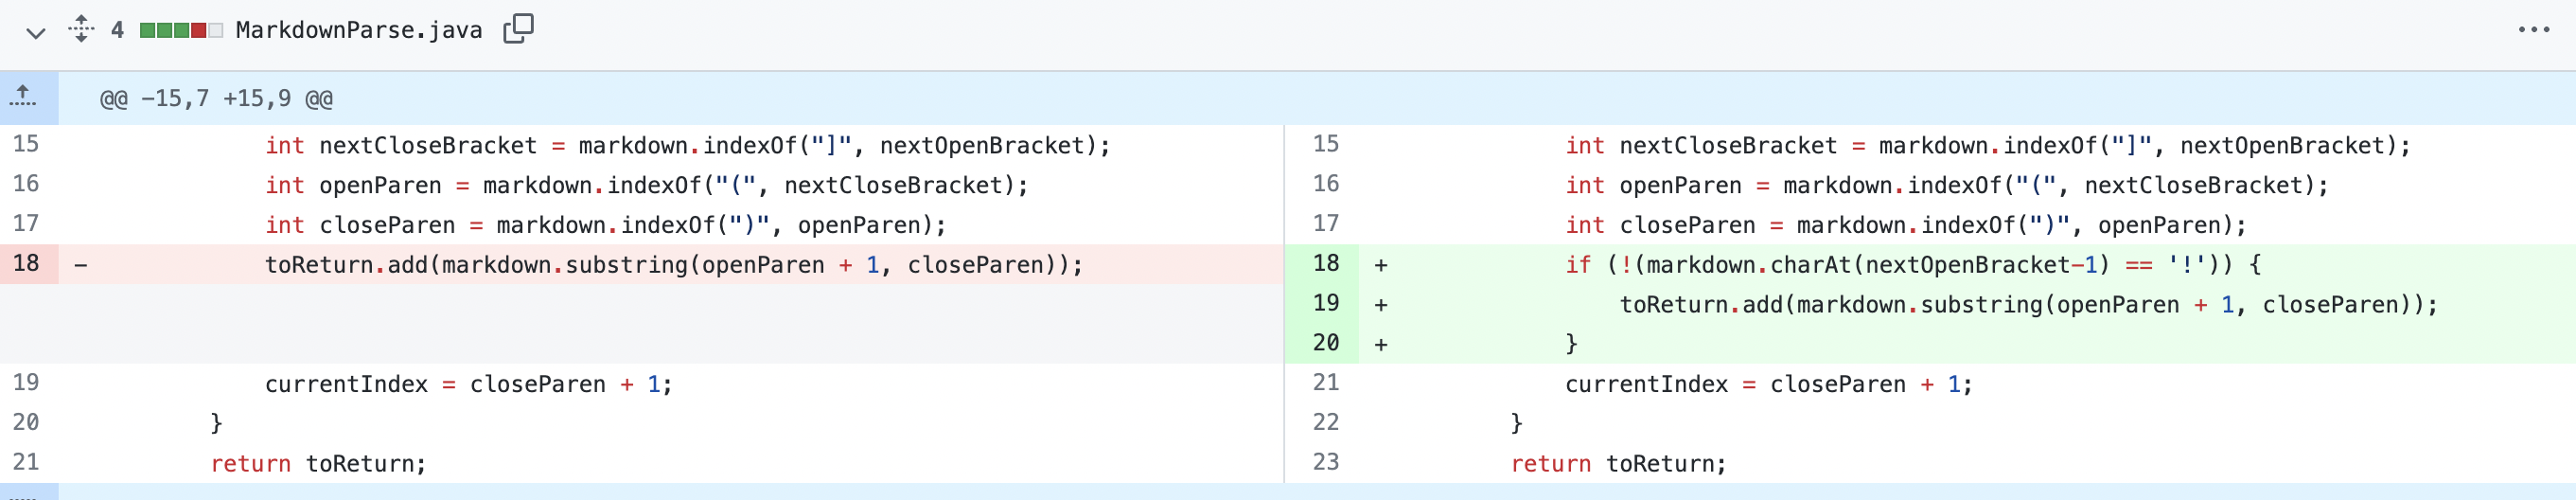 4 MarkdownParse.java
@@ -15,7 +15,9 @@
15 int nextCloseBracket = markdown.indexOf("]", nextOpenBracket);
16 int openParen = markdown.indexOf("(", nextCloseBracket);
17 int closeParen = markdown.indexOf(")", openParen);
18 - toReturn.add(markdown.substring(openParen + 1, closeParen));
19 currentIndex = closeParen + 1;
20 }
21 return toReturn;
15 int nextCloseBracket = markdown.indexOf("]", nextOpenBracket);
16 int openParen = markdown.indexOf("(", nextCloseBracket);
17 int closeParen = markdown.indexOf(")", openParen);
18 + if (!(markdown.charAt(nextOpenBracket-1) == '!')) {
19 + toReturn.add(markdown.substring(openParen + 1, closeParen));
20 + }
21 currentIndex = closeParen + 1;
22 }
23 return toReturn;